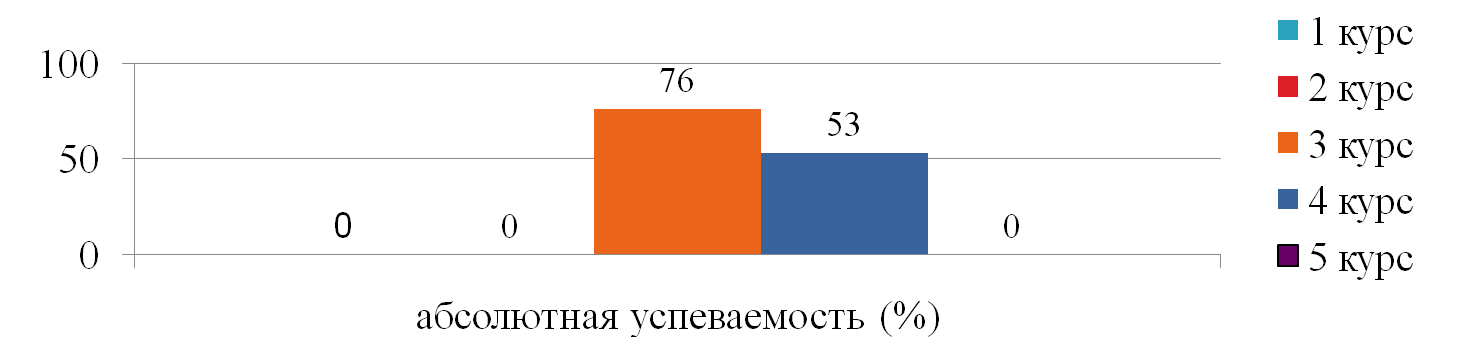 100
50
0
0
0
76
53
0
абсолютная успеваемость (%)
1 курс
2 курс
3 курс
4 курс
5 курс